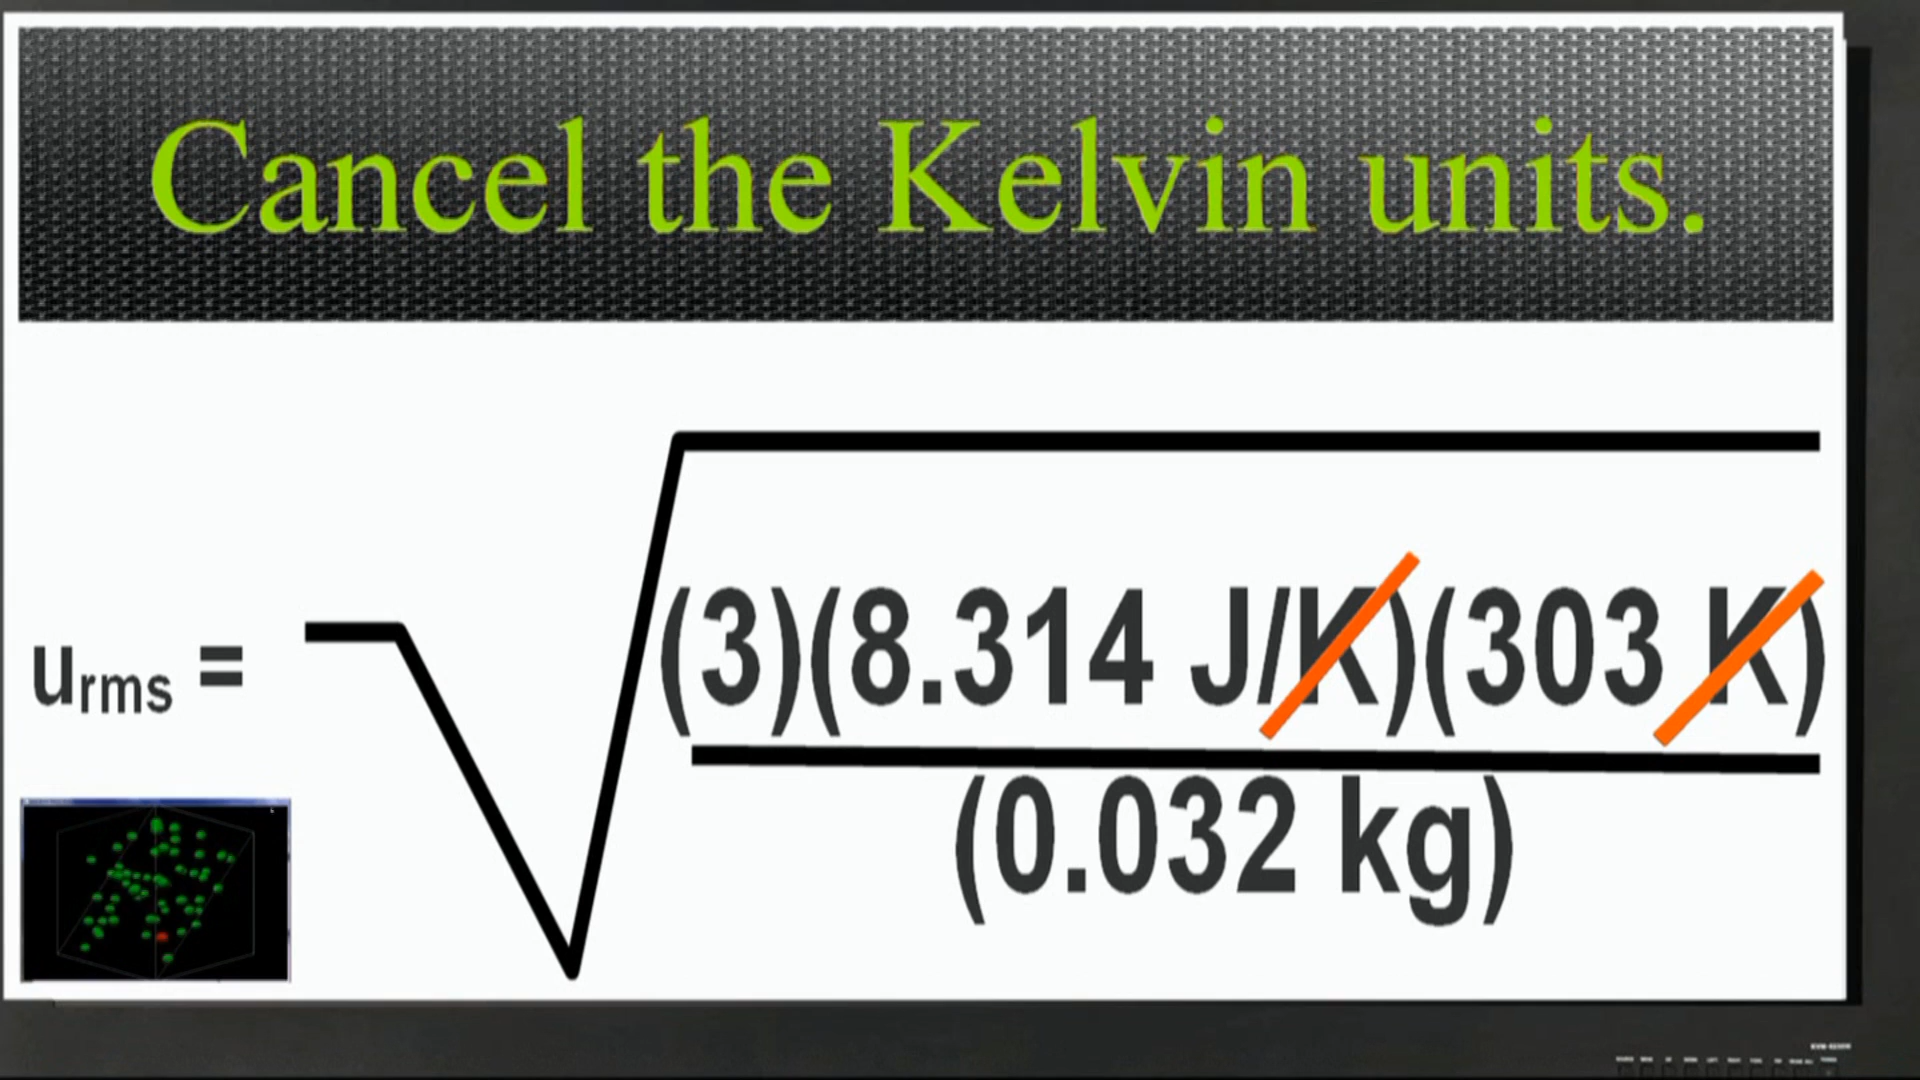 Cancel the Kelvin units.
urms =
(3)(8.314 J/K)(303 K)
(0.032 kg)